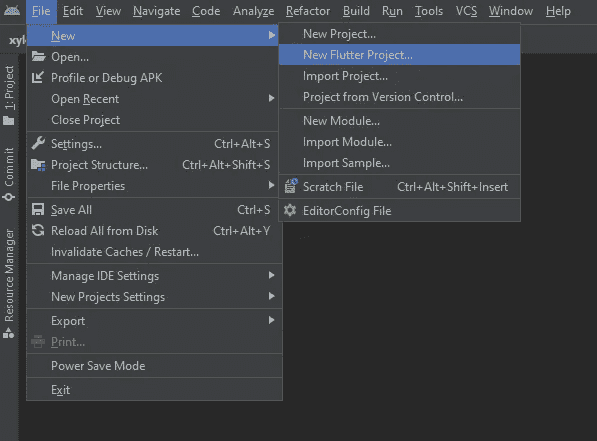 File Edit View Navigate Code Analyze Refactor Build Run Tools VCS Window Help
New
Open...
Profile or Debug APK
Open Recent
Close Project
Settings... Ctrl+Alt+S
Project Structure... Ctrl+Alt+Shift+S
File Properties
Save All Ctrl+S
Reload All from Disk Ctrl+Alt+Y
Invalidate Caches / Restart...
Manage IDE Settings
New Projects Settings
Export
Print...
Power Save Mode
Exit
New Project...
New Flutter Project...
Import Project...
Project from Version Control...
New Module...
Import Module...
Import Sample...
Scratch File Ctrl+Alt+Shift+Insert
EditorConfig File
1: Project
Commit
Resource Manager